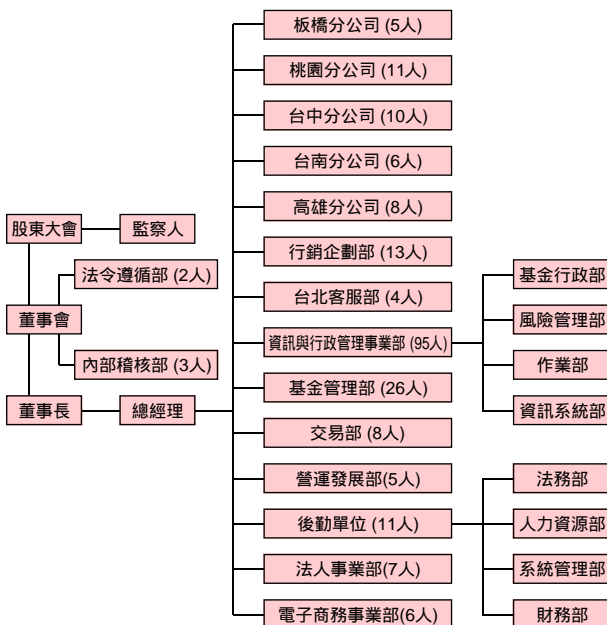 板橋分公司 (5人)
桃園分公司 (11人)
台中分公司 (10人)
台南分公司 (6人)
高雄分公司 (8人)
股東大會
監察人
行銷企劃部 (13人)
法令遵循部 (2人)
基金行政部
台北客服部 (4人)
董事會
風險管理部
資訊與行政管理事業部 (95人)
內部稽核部 (3人)
作業部
基金管理部 (26人)
董事長
總經理
資訊系統部
交易部 (8人)
營運發展部(5人)
法務部
後勤單位 (11人)
人力資源部
法人事業部(7人)
系統管理部
電子商務事業部(6人)
財務部